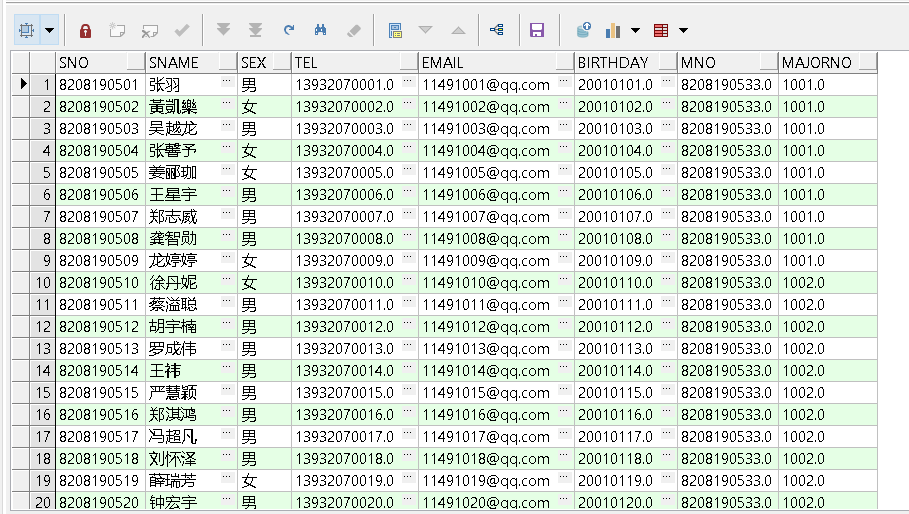 SNO SNAME SEX TEL EMAIL BIRTHDAY MNO MAJORNO
1 8208190501 张羽 ··· 男 13932070001.0 ··· 11491001@qq.com ··· 20010101.0 ··· 8208190533.0 1001.0
2 8208190502 黃凱樂 ··· 女 13932070002.0 ··· 11491002@qq.com ··· 20010102.0 ··· 8208190533.0 1001.0
3 8208190503 吴越龙 ··· 男 13932070003.0 ··· 11491003@qq.com ··· 20010103.0 ··· 8208190533.0 1001.0
4 8208190504 张馨予 ··· 女 13932070004.0 ··· 11491004@qq.com ··· 20010104.0 ··· 8208190533.0 1001.0
5 8208190505 姜郦珈 ··· 女 13932070005.0 ··· 11491005@qq.com ··· 20010105.0 ··· 8208190533.0 1001.0
6 8208190506 王星宇 ··· 男 13932070006.0 ··· 11491006@qq.com ··· 20010106.0 ··· 8208190533.0 1001.0
7 8208190507 郑志威 ··· 男 13932070007.0 ··· 11491007@qq.com ··· 20010107.0 ··· 8208190533.0 1001.0
8 8208190508 龚智勋 ··· 男 13932070008.0 ··· 11491008@qq.com ··· 20010108.0 ··· 8208190533.0 1001.0
9 8208190509 龙婷婷 ··· 女 13932070009.0 ··· 11491009@qq.com ··· 20010109.0 ··· 8208190533.0 1001.0
10 8208190510 徐丹妮 ··· 女 13932070010.0 ··· 11491010@qq.com ··· 20010110.0 ··· 8208190533.0 1002.0
11 8208190511 蔡溢聪 ··· 男 13932070011.0 ··· 11491011@qq.com ··· 20010111.0 ··· 8208190533.0 1002.0
12 8208190512 胡宇楠 ··· 男 13932070012.0 ··· 11491012@qq.com ··· 20010112.0 ··· 8208190533.0 1002.0
13 8208190513 罗成伟 ··· 男 13932070013.0 ··· 11491013@qq.com ··· 20010113.0 ··· 8208190533.0 1002.0
14 8208190514 王祎 ··· 男 13932070014.0 ··· 11491014@qq.com ··· 20010114.0 ··· 8208190533.0 1002.0
15 8208190515 严慧颖 ··· 男 13932070015.0 ··· 11491015@qq.com ··· 20010115.0 ··· 8208190533.0 1002.0
16 8208190516 郑淇鸿 ··· 男 13932070016.0 ··· 11491016@qq.com ··· 20010116.0 ··· 8208190533.0 1002.0
17 8208190517 冯超凡 ··· 男 13932070017.0 ··· 11491017@qq.com ··· 20010117.0 ··· 8208190533.0 1002.0
18 8208190518 刘怀泽 ··· 男 13932070018.0 ··· 11491018@qq.com ··· 20010118.0 ··· 8208190533.0 1002.0
19 8208190519 薛瑞芳 ··· 女 13932070019.0 ··· 11491019@qq.com ··· 20010119.0 ··· 8208190533.0 1002.0
20 8208190520 钟宏宇 ··· 男 13932070020.0 ··· 11491020@qq.com ··· 20010120.0 ··· 8208190533.0 1002.0